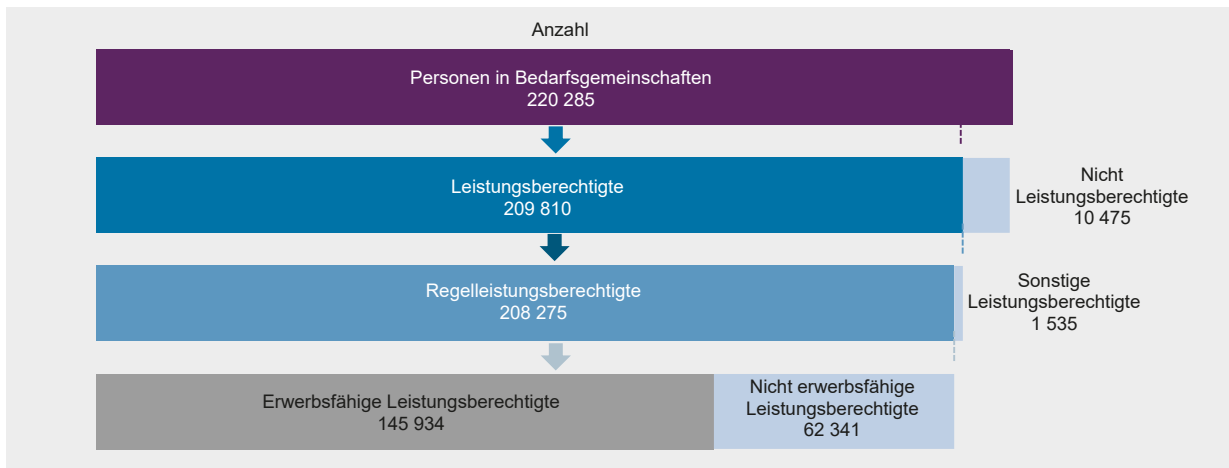 Anzahl
Personen in Bedarfsgemeinschaften
220 285
Leistungsberechtigte
209 810
Nicht
Leistungsberechtigte
10 475
Regelleistungsberechtigte
208 275
Sonstige
Leistungsberechtigte
1 535
Erwerbsfähige Leistungsberechtigte
145 934
Nicht erwerbsfähige
Leistungsberechtigte
62 341